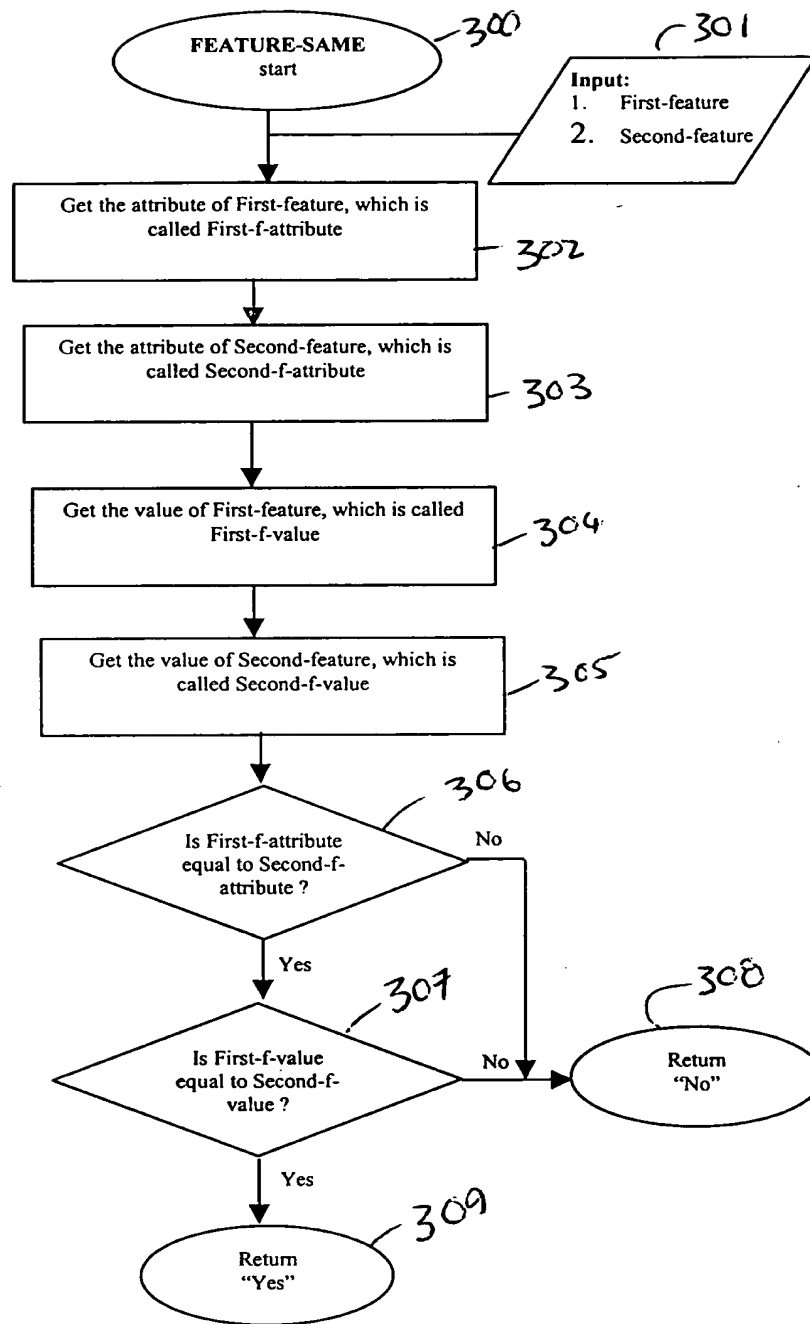 FEATURE-SAME
start
300
301
Input:
1. First-feature
2. Second-feature
Get the attribute of First-feature, which is
called First-f-attribute
302
Get the attribute of Second-feature, which is
called Second-f-attribute
303
Get the value of First-feature, which is called
First-f-value
304
Get the value of Second-feature, which is
called Second-f-value
305
306
Is First-f-attribute
equal to Second-f-
attribute ?
No
Yes
307
308
Is First-f-value
equal to Second-f-
value ?
No
Return
“No”
Yes
309
Return
“Yes”